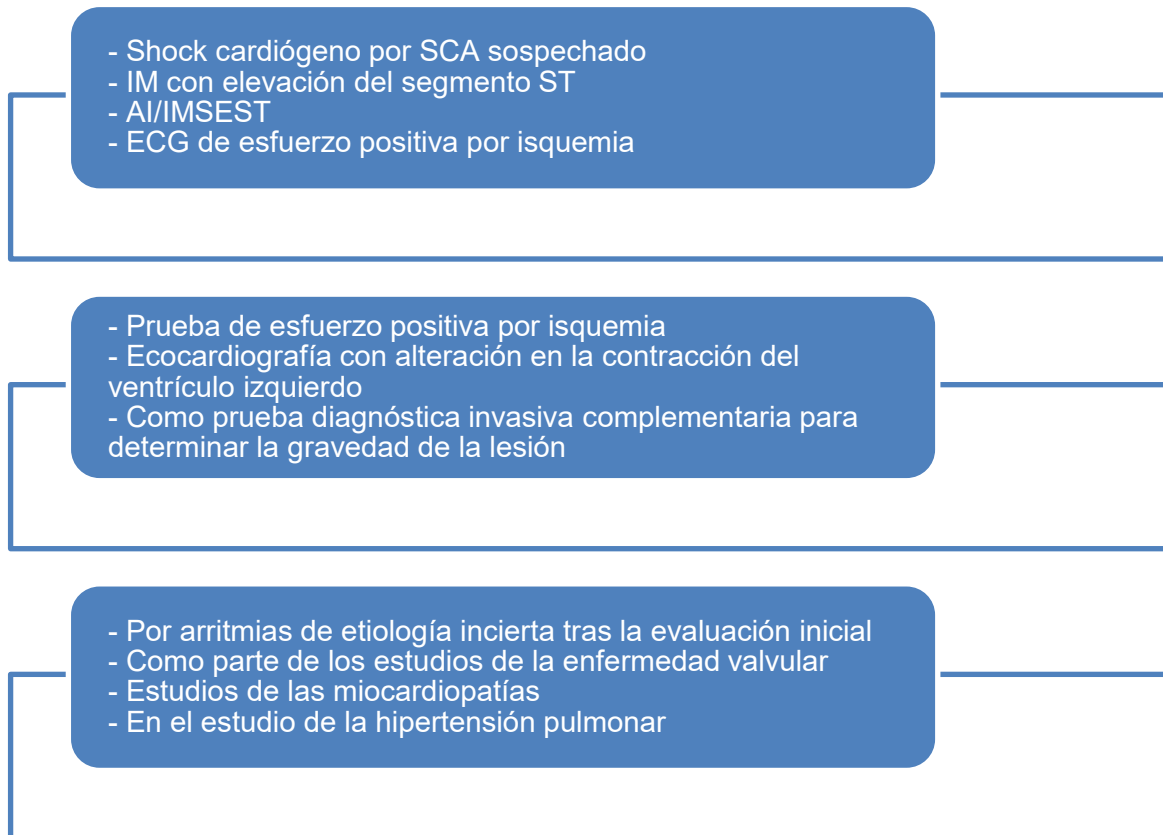 - Shock cardiógeno por SCA sospechado
- IM con elevación del segmento ST
- AI/IMSEST
- ECG de esfuerzo positiva por isquemia
- Prueba de esfuerzo positiva por isquemia
- Ecocardiografía con alteración en la contracción del
ventrículo izquierdo
- Como prueba diagnóstica invasiva complementaria para
determinar la gravedad de la lesión
- Por arritmias de etiología incierta tras la evaluación inicial
- Como parte de los estudios de la enfermedad valvular
- Estudios de las miocardiopatías
- En el estudio de la hipertensión pulmonar